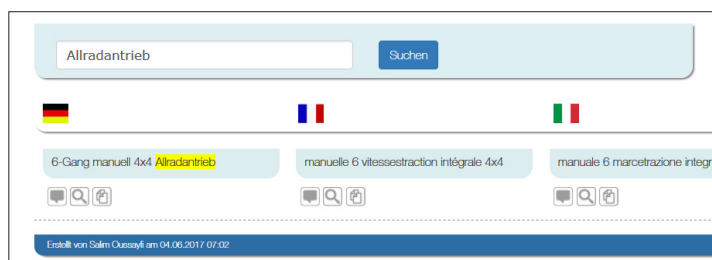 Allradantrieb
Suchen
6-Gang manuell 4x4 Allradantrieb
manuelle 6 vitessestraction intégrale 4x4
manuale 6 marcetrazione integr
Erstellt von Salim Oussayfi am 04.06.2017 07:02